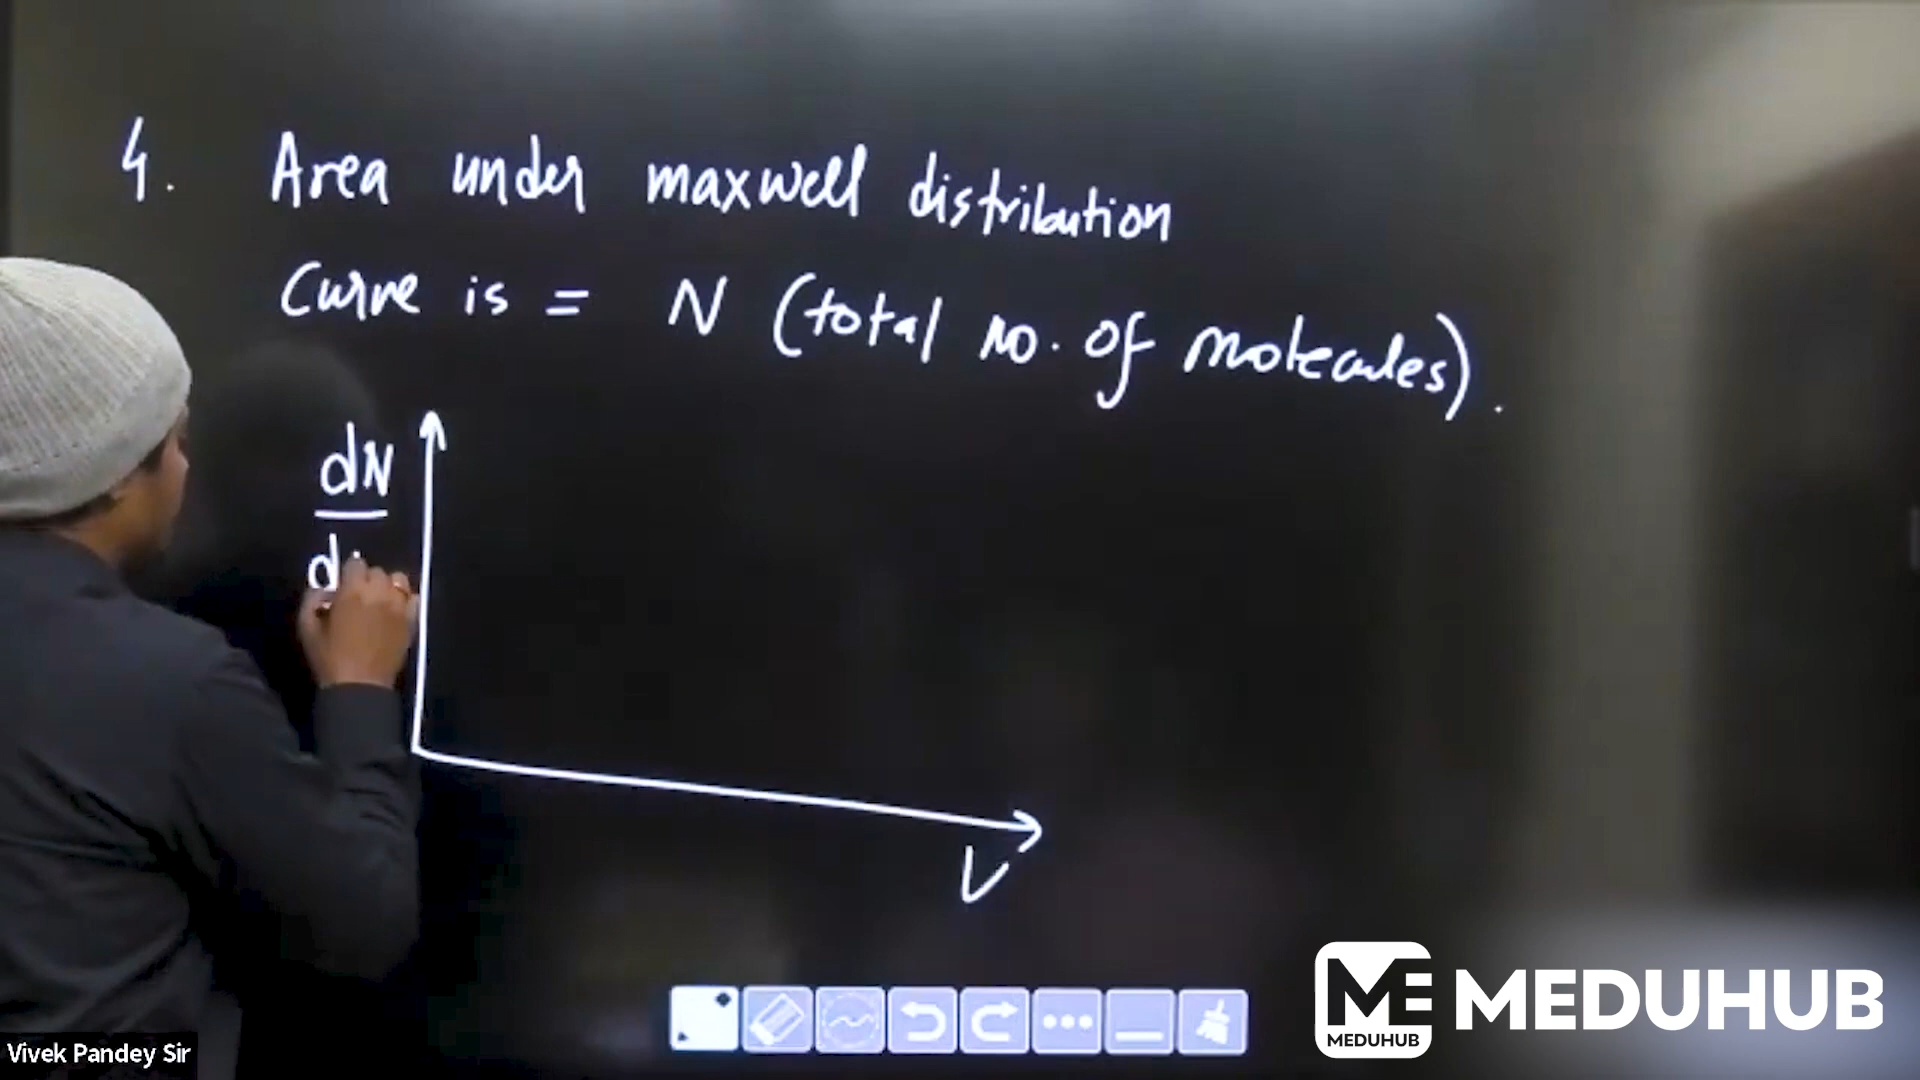 4. Area under maxwell distribution
Curve is = N (total no. of molecules).
dN
d
V
MEDUHUB
MEDUHUB
Vivek Pandey Sir